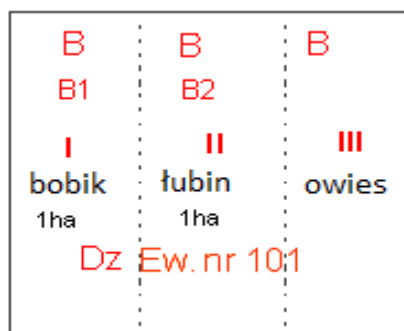 B B B
B1 B2
I II III
bobik łubin owies
1ha 1ha
Dz Ew. nr 101